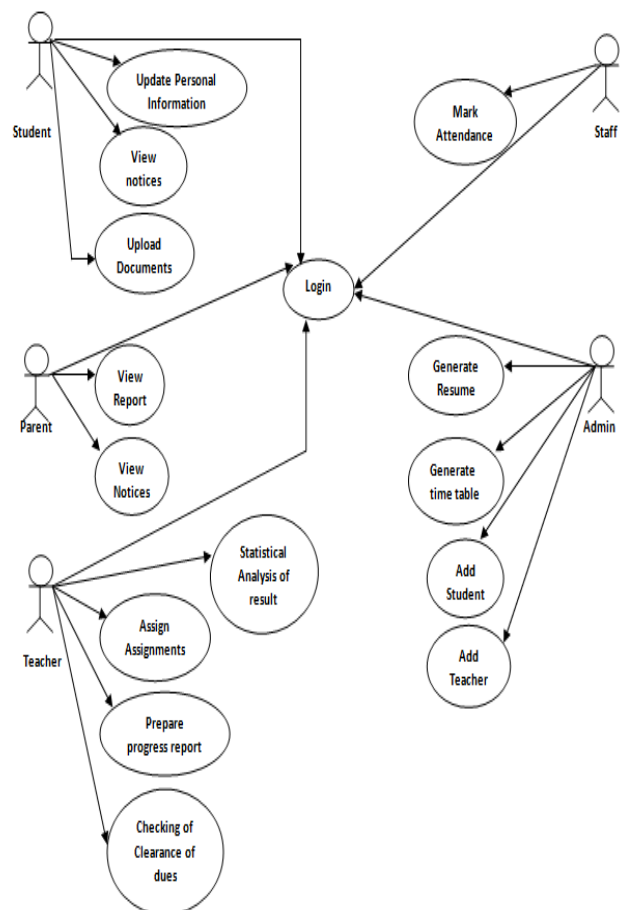 Student
Update Personal
Information
View
notices
Upload
Documents
Staff
Mark
Attendance
Login
Parent
View
Report
View
Notices
Admin
Generate
Resume
Generate
time table
Add
Student
Add
Teacher
Teacher
Statistical
Analysis of
result
Assign
Assignments
Prepare
progress report
Checking of
Clearance of
dues